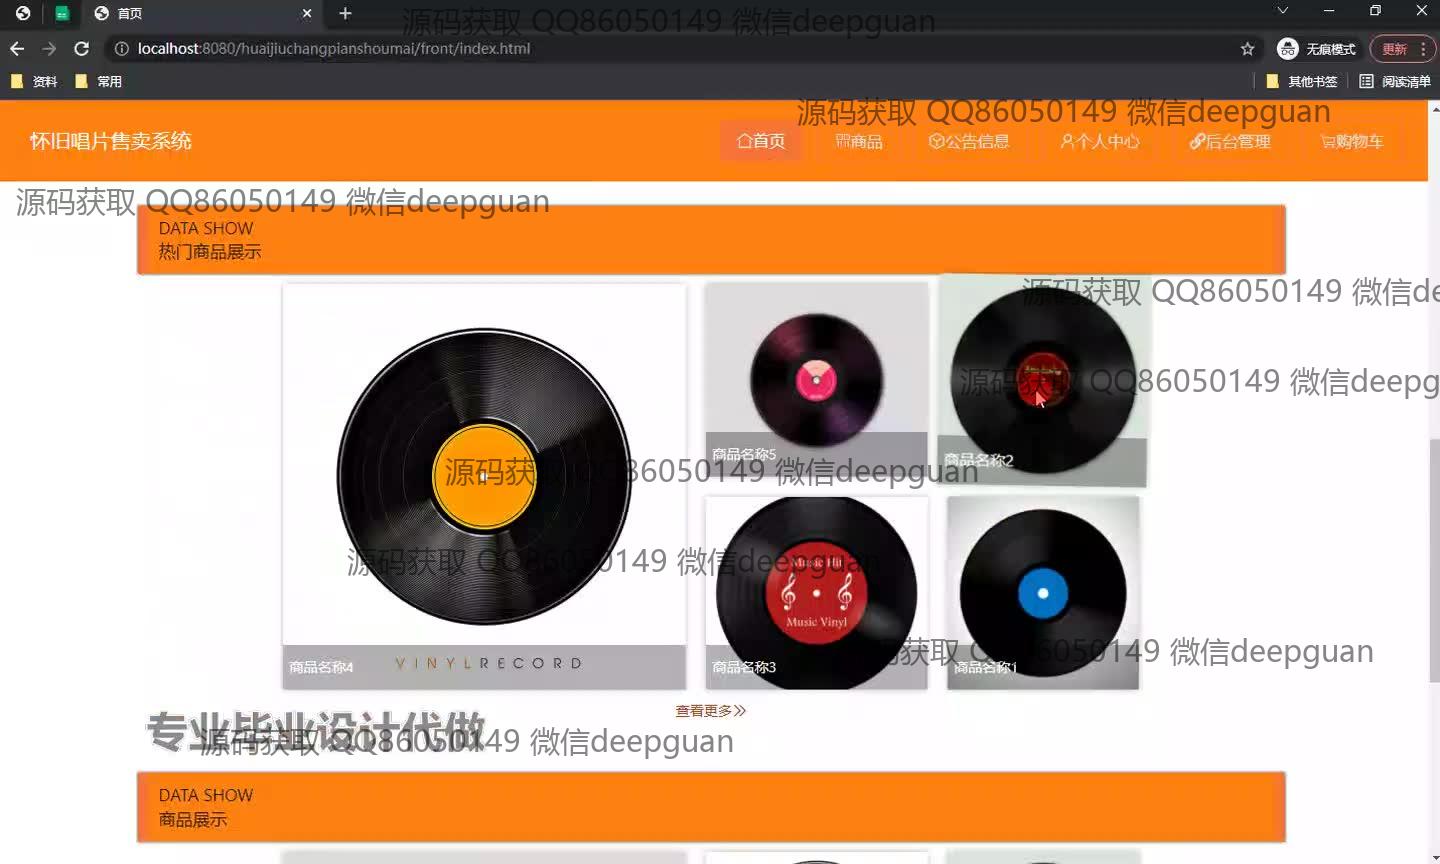 首页
源码获取 QQ86050149 微信deepguan
localhost:8080/huaijiuchangpianshoumai/front/index.html
无痕模式
更新
资料
常用
其他书签
阅读清单
源码获取 QQ86050149 微信deepguan
怀旧唱片售卖系统
首页
商品
公告信息
个人中心
后台管理
购物车
源码获取 QQ86050149 微信deepguan
DATA SHOW
热门商品展示
源码获取 QQ86050149 微信de
源码获取 QQ86050149 微信deepg
商品名称5
商品名称2
源码获取 QQ86050149 微信deepguan
源码获取 QQ86050149 微信deepguan
Music Hit
Music Vinyl
码获取 QQ86050149 微信deepguan
商品名称4
VINYLRECORD
商品名称3
商品名称1
查看更多
专业毕业设计代做
源码获取 QQ86050149 微信deepguan
DATA SHOW
商品展示